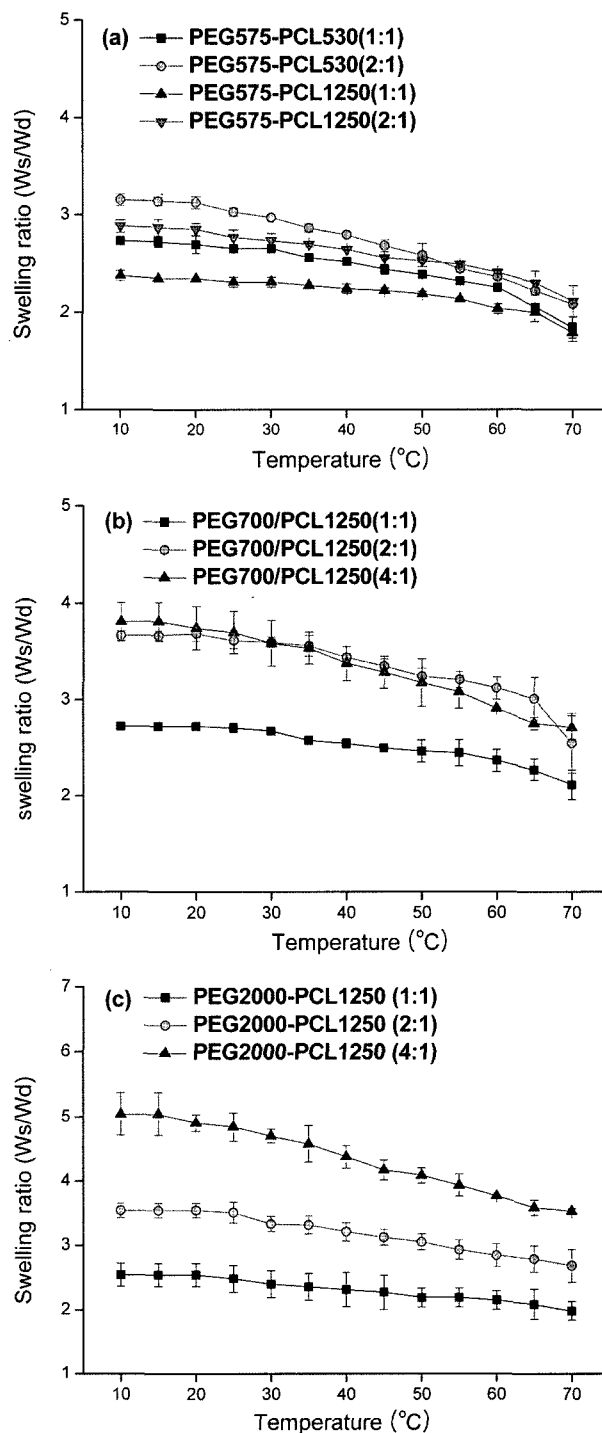 (a)
PEG575-PCL530(1:1)
PEG575-PCL530(2:1)
PEG575-PCL1250(1:1)
PEG575-PCL1250(2:1)
5
4
3
2
1
Swelling ratio (Ws/Wd)
10 20 30 40 50 60 70
Temperature (°C)
(b)
PEG700/PCL1250(1:1)
PEG700/PCL1250(2:1)
PEG700/PCL1250(4:1)
5
4
3
2
1
swelling ratio (Ws/Wd)
10 20 30 40 50 60 70
Temperature (°C)
(c)
PEG2000-PCL1250 (1:1)
PEG2000-PCL1250 (2:1)
PEG2000-PCL1250 (4:1)
7
6
5
4
3
2
1
Swelling ratio (Ws/Wd)
10 20 30 40 50 60 70
Temperature (°C)